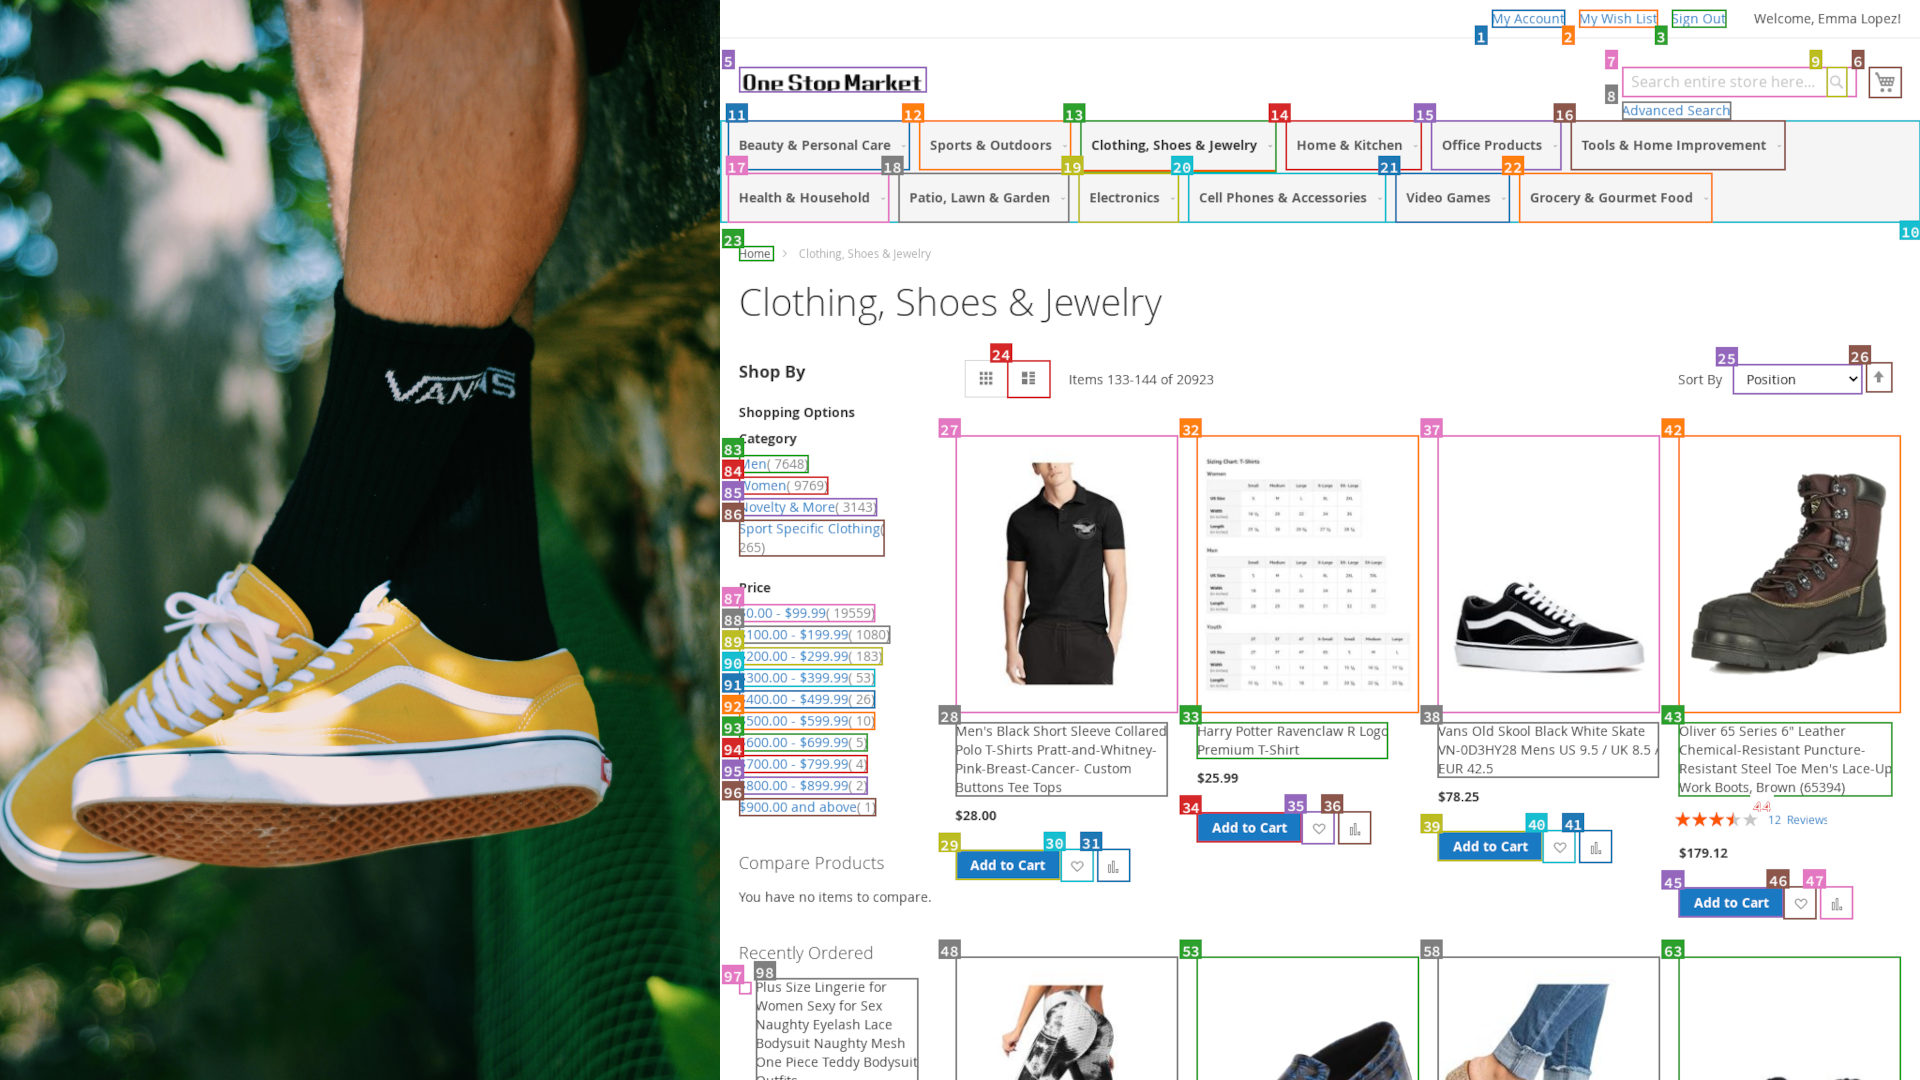 VANS
My Account
My Wish List
Sign Out
Welcome, Emma Lopez!
1
2
3
5
7
9
6
One Stop Market
Search entire store here...
8
Advanced Search
11
12
13
14
15
16
Beauty & Personal Care
Sports & Outdoors
Clothing, Shoes & Jewelry
Home & Kitchen
Office Products
Tools & Home Improvement
17
18
19
20
21
22
Health & Household
Patio, Lawn & Garden
Electronics
Cell Phones & Accessories
Video Games
Grocery & Gourmet Food
10
23
Home
Clothing, Shoes & Jewelry
Clothing, Shoes & Jewelry
Shop By
24
Items 133-144 of 20923
Sort By
25
Position
26
Shopping Options
Category
83
Men( 7648)
84
Women( 9769)
85
Novelty & More( 3143)
86
Sport Specific Clothing(
265)
Price
87
$0.00 - $99.99( 19559)
88
$100.00 - $199.99( 1080)
89
$200.00 - $299.99( 183)
90
$300.00 - $399.99( 53)
91
$400.00 - $499.99( 26)
92
$500.00 - $599.99( 10)
93
$600.00 - $699.99( 5)
94
$700.00 - $799.99( 4)
95
$800.00 - $899.99( 2)
96
$900.00 and above( 1)
Compare Products
You have no items to compare.
Recently Ordered
97
98
Plus Size Lingerie for
Women Sexy for Sex
Naughty Eyelash Lace
Bodysuit Naughty Mesh
One Piece Teddy Bodysuit
Outfits
27
28
Men's Black Short Sleeve Collared
Polo T-Shirts Pratt-and-Whitney-
Pink-Breast-Cancer- Custom
Buttons Tee Tops
$28.00
29
30
31
Add to Cart
32
Sizing Chart: T-Shirts
Women
Men
Youth
33
Harry Potter Ravenclaw R Logo
Premium T-Shirt
$25.99
34
35
36
Add to Cart
37
38
Vans Old Skool Black White Skate
VN-0D3HY28 Mens US 9.5 / UK 8.5 /
EUR 42.5
$78.25
39
40
41
Add to Cart
42
43
Oliver 65 Series 6" Leather
Chemical-Resistant Puncture-
Resistant Steel Toe Men's Lace-Up
Work Boots, Brown (65394)
44
12 Reviews
$179.12
45
46
47
Add to Cart
48
53
58
63